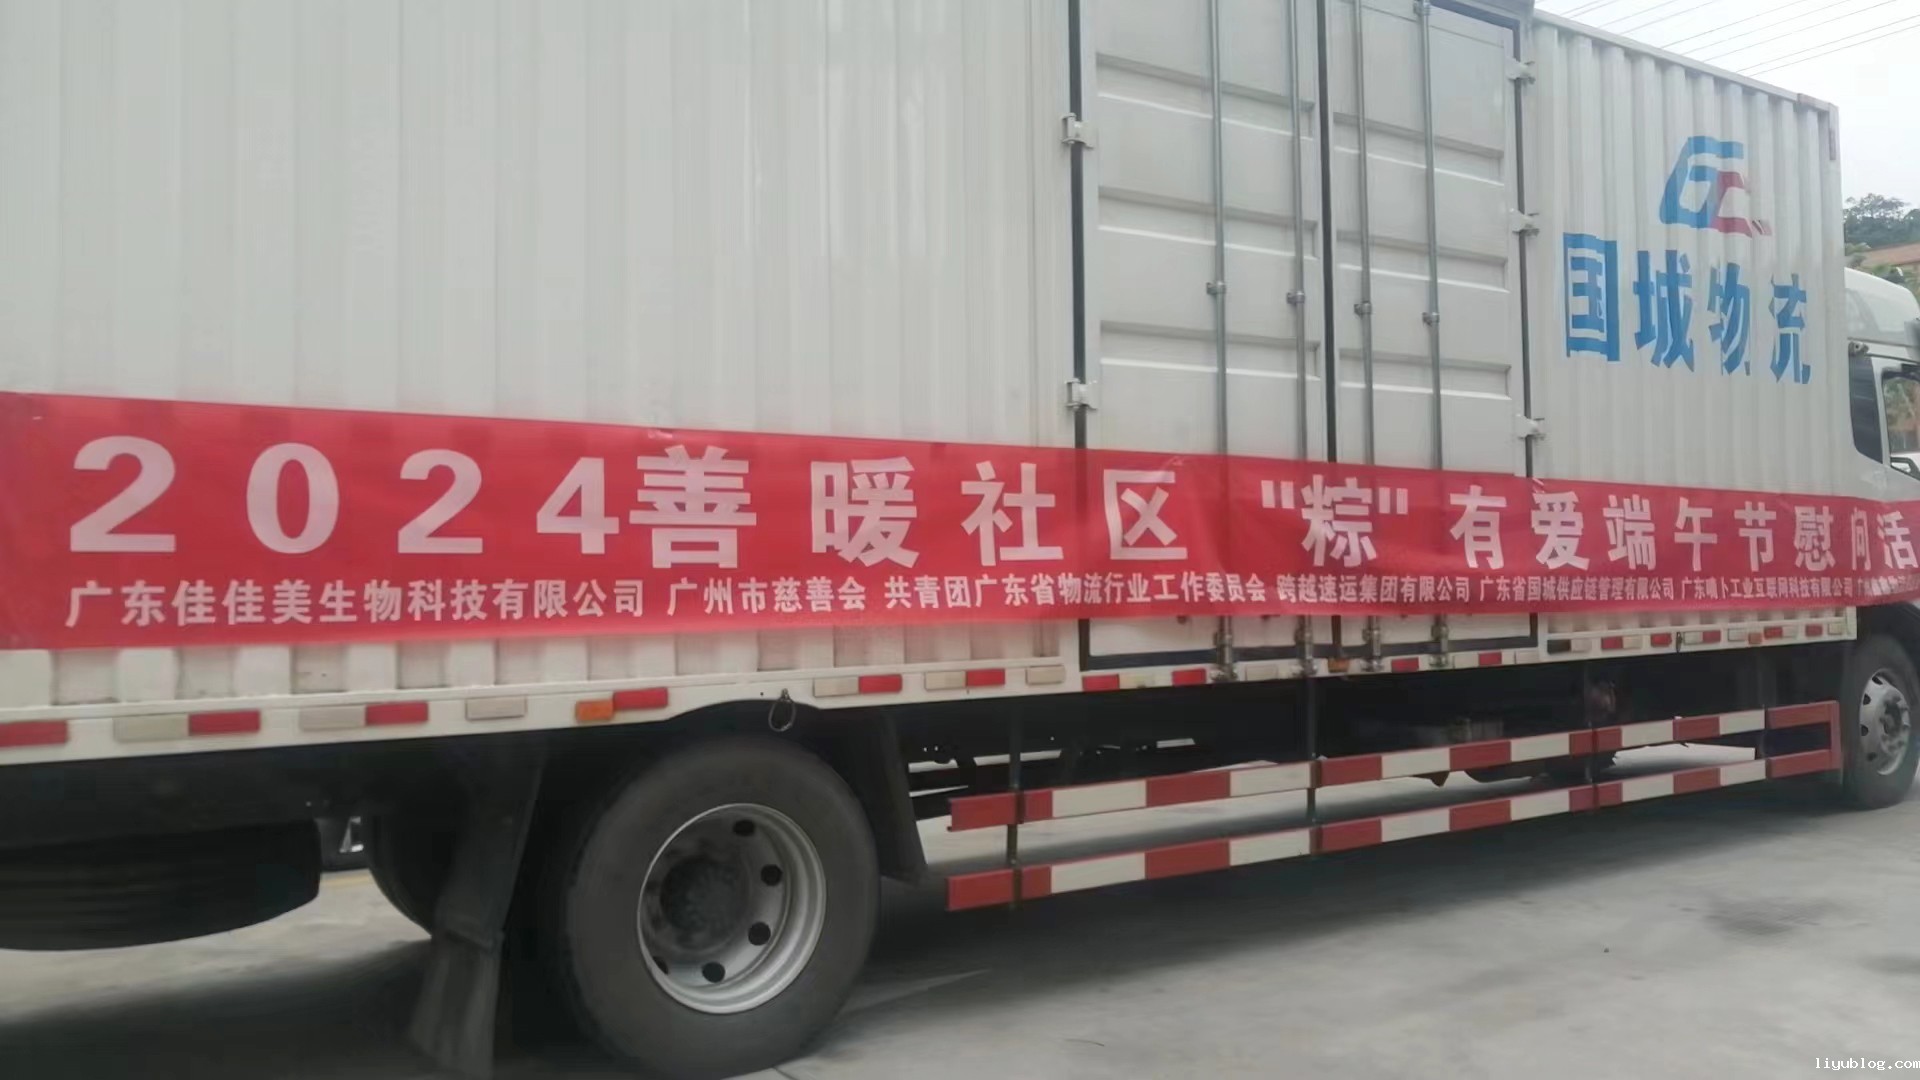 国城物流
2024善暖社区 "粽"有爱端午节慰问活
广东佳佳美生物科技有限公司 广州市慈善会 共青团广东省物流行业工作委员会 跨越速运集团有限公司 广东省国城供应链管理有限公司 广东嘀卜工业互联网科技有限公司
liyublog.com